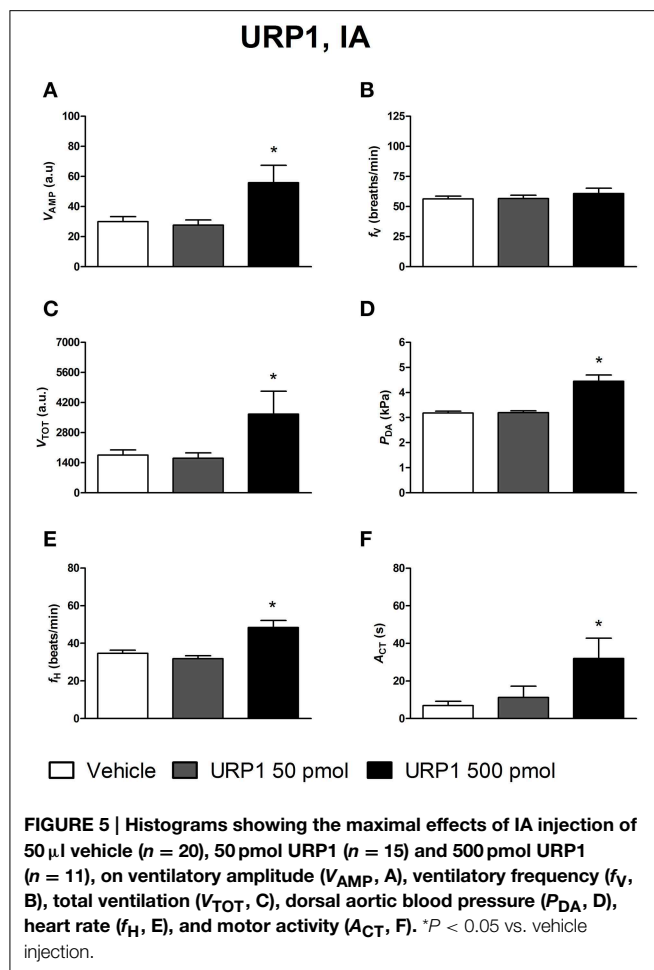 URP1, IA
A
B
100
80
60
40
20
0
V_AMP (a.u)
*
125
100
75
50
25
0
f_V (breaths/min)
C
D
7000
5600
4200
2800
1400
0
V_TOT (a.u.)
*
6
5
4
3
2
1
0
P_DA (kPa)
*
E
F
80
60
40
20
0
f_H (beats/min)
*
80
60
40
20
0
A_CT (s)
*
Vehicle URP1 50 pmol URP1 500 pmol
FIGURE 5 | Histograms showing the maximal effects of IA injection of
50 μl vehicle (n = 20), 50 pmol URP1 (n = 15) and 500 pmol URP1
(n = 11), on ventilatory amplitude (V_AMP, A), ventilatory frequency (f_V,
B), total ventilation (V_TOT, C), dorsal aortic blood pressure (P_DA, D),
heart rate (f_H, E), and motor activity (A_CT, F). *P < 0.05 vs. vehicle
injection.